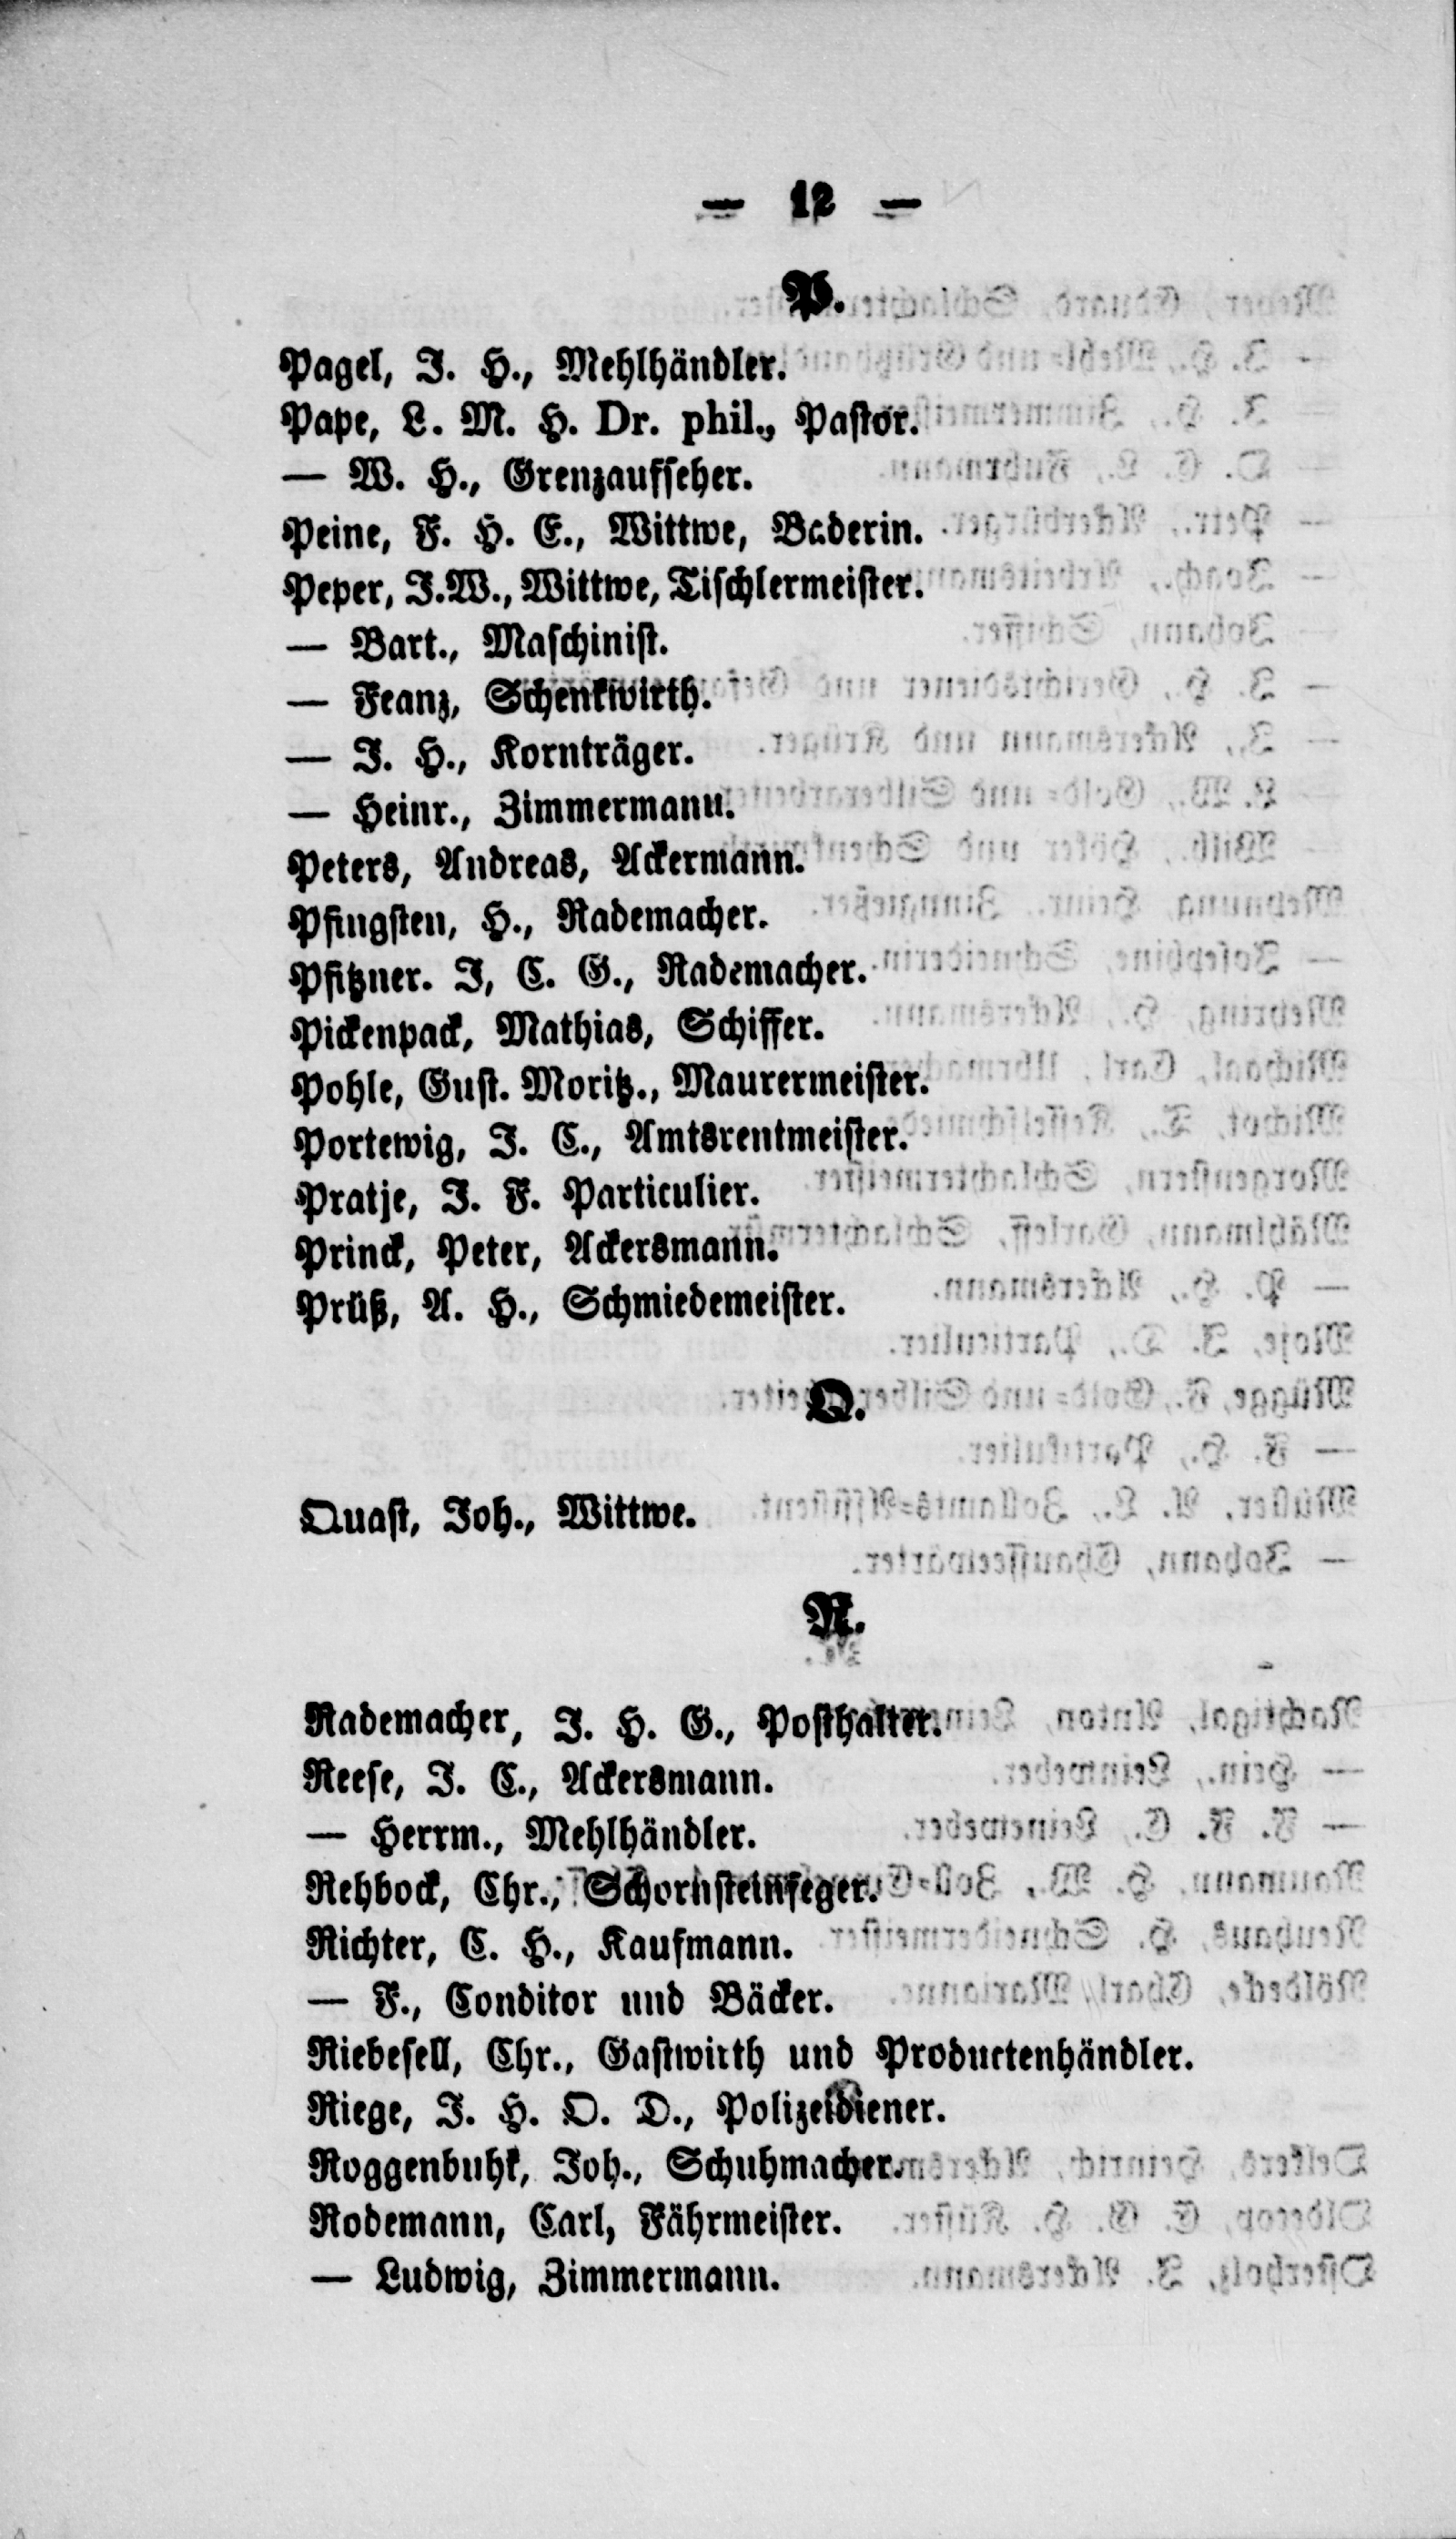 — 12 —
P.
Pagel, J. H., Mehlhändler.
Pape, L. M. H. Dr. phil., Pastor.
— W. H., Grenzaufseher.
Peine, F. H. E., Wittwe, Baderin.
Peper, J.W., Wittwe, Tischlermeister.
— Bart., Maschinist.
— Feanz, Schenkwirth.
— J. H., Kornträger.
— Heinr., Zimmermann.
Peters, Andreas, Ackermann.
Pfingsten, H., Rademacher.
Pfitzner. J, C. G., Rademacher.
Pickenpack, Mathias, Schiffer.
Pohle, Gust. Moritz., Maurermeister.
Portewig, J. C., Amtsrentmeister.
Pratje, J. F. Particulier.
Princk, Peter, Ackersmann.
Prüß, A. H., Schmiedemeister.
Q.
Quast, Joh., Wittwe.
R.
Rademacher, J. H. G., Posthalter.
Reese, J. C., Ackersmann.
— Herrm., Mehlhändler.
Rehbock, Chr., Schornsteinfeger.
Richter, C. H., Kaufmann.
— F., Conditor und Bäcker.
Riebesell, Chr., Gastwirth und Productenhändler.
Riege, J. H. O. D., Polizeidiener.
Roggenbuhk, Joh., Schuhmacher.
Rodemann, Carl, Fährmeister.
— Ludwig, Zimmermann.